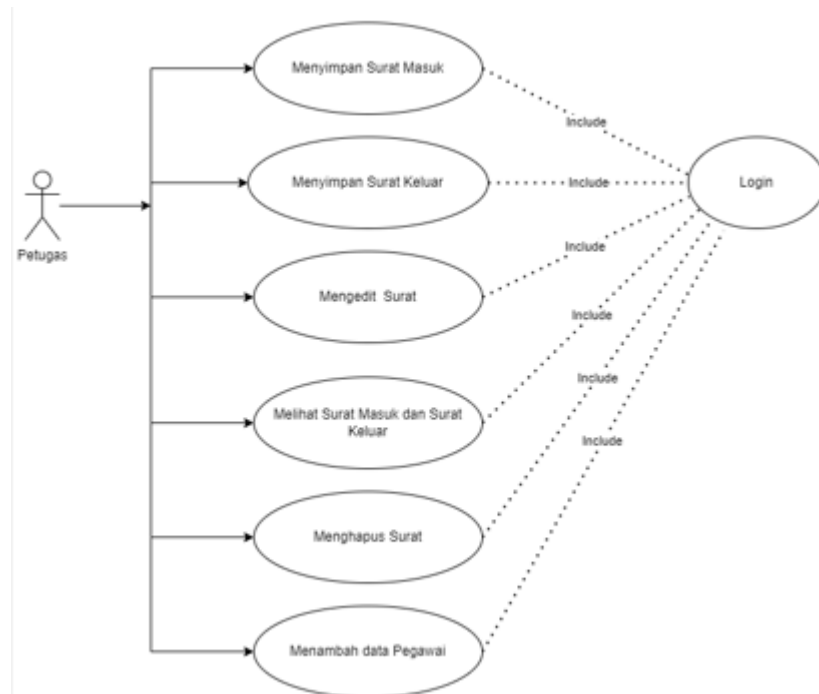 Menyimpan Surat Masuk
Include
Menyimpan Surat Keluar
Include
Login
Petugas
Include
Mengedit Surat
Include
Melihat Surat Masuk dan Surat
Keluar
Include
Include
Menghapus Surat
Menambah data Pegawai